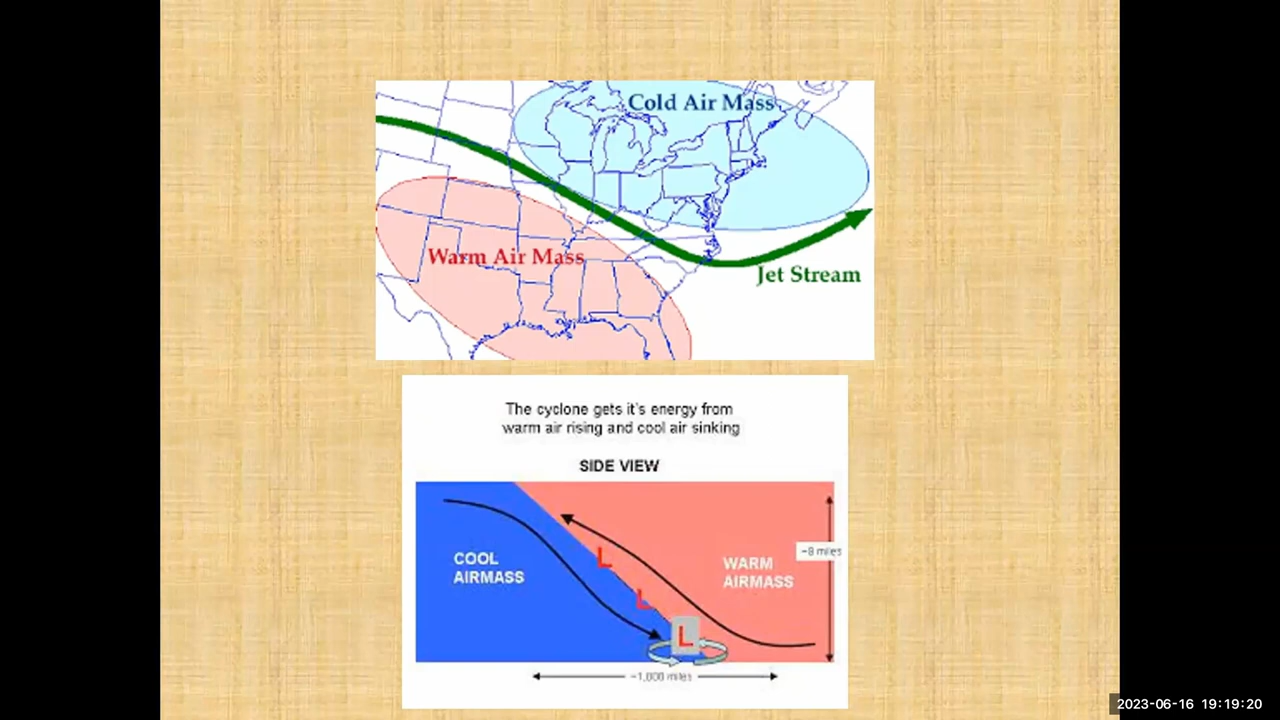 Cold Air Mass
Warm Air Mass
Jet Stream
The cyclone gets it's energy from
warm air rising and cool air sinking
SIDE VIEW
COOL
AIRMASS
WARM
AIRMASS
~8 miles
L
L
L
~1,000 miles
2023-06-16 19:19:20